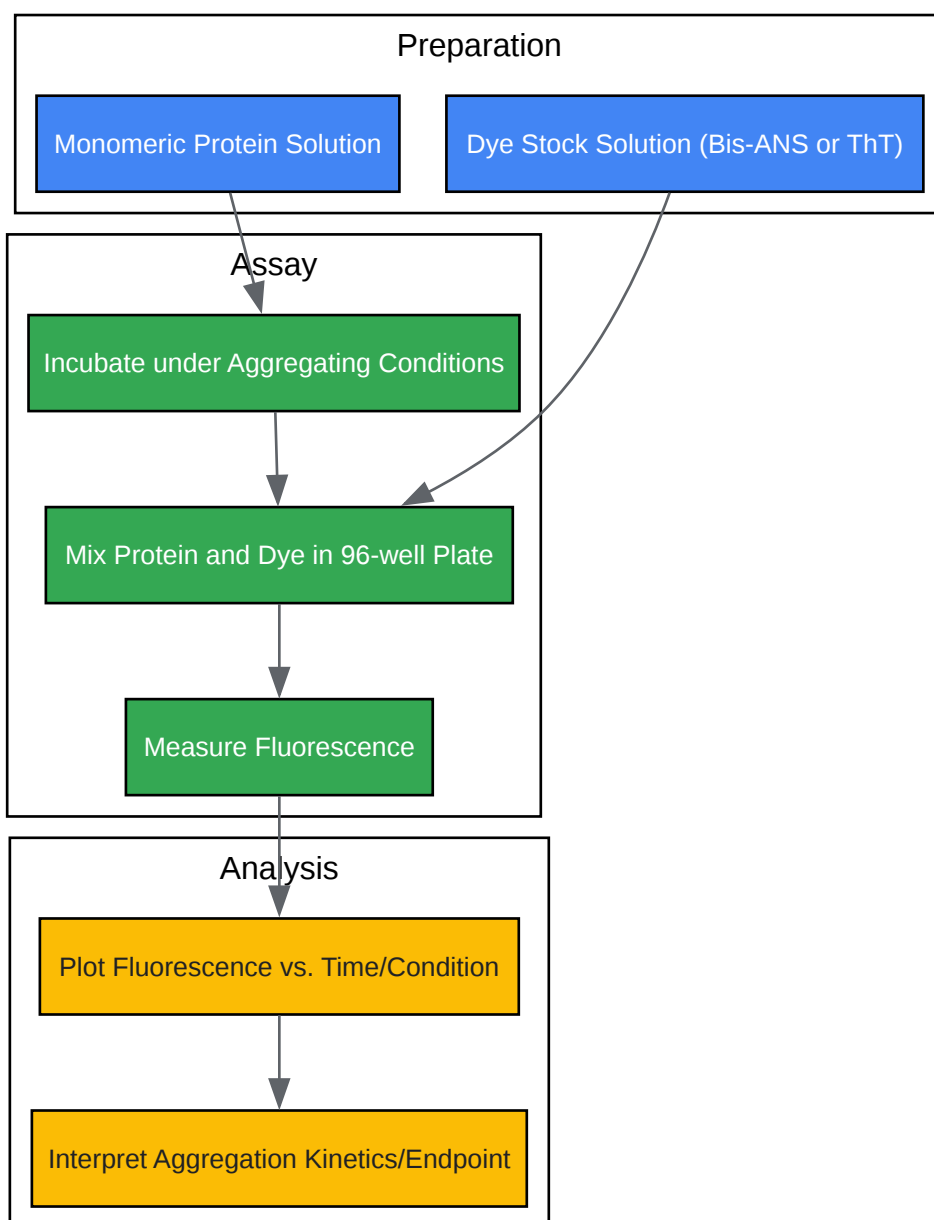 Preparation
Monomeric Protein Solution
Dye Stock Solution (Bis-ANS or ThT)
Assay
Incubate under Aggregating Conditions
Mix Protein and Dye in 96-well Plate
Measure Fluorescence
Analysis
Plot Fluorescence vs. Time/Condition
Interpret Aggregation Kinetics/Endpoint